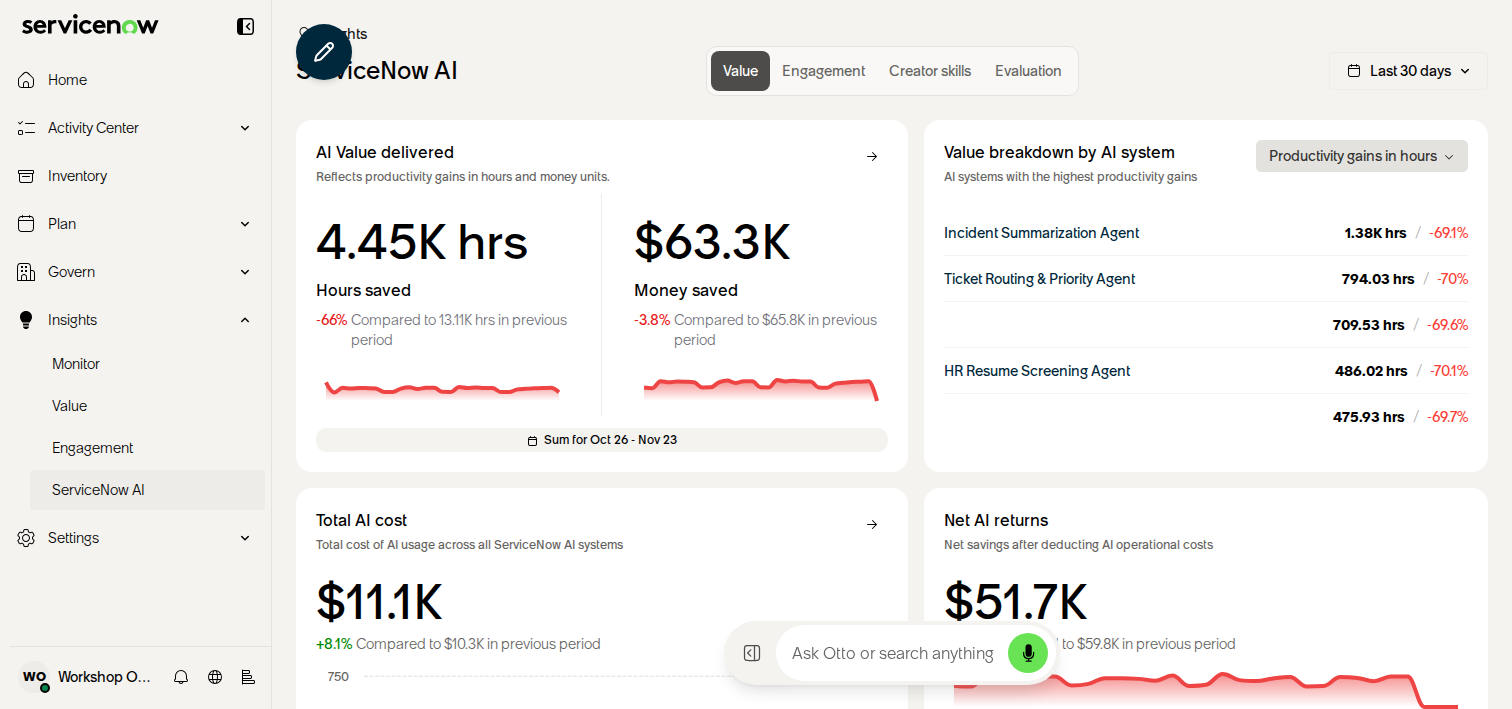 servicenow
Home
Activity Center
Inventory
Plan
Govern
Insights
Monitor
Value
Engagement
ServiceNow AI
Settings
WO
Workshop O...
ServiceNow AI
Value
Engagement
Creator skills
Evaluation
Last 30 days
AI Value delivered
Reflects productivity gains in hours and money units.
4.45K hrs
Hours saved
-66% Compared to 13.11K hrs in previous
period
$63.3K
Money saved
-3.8% Compared to $65.8K in previous
period
Sum for Oct 26 - Nov 23
Value breakdown by AI system
AI systems with the highest productivity gains
Productivity gains in hours
Incident Summarization Agent 1.38K hrs / -69.1%
Ticket Routing & Priority Agent 794.03 hrs / -70%
709.53 hrs / -69.6%
HR Resume Screening Agent 486.02 hrs / -70.1%
475.93 hrs / -69.7%
Total AI cost
Total cost of AI usage across all ServiceNow AI systems
$11.1K
+8.1% Compared to $10.3K in previous period
750
Net AI returns
Net savings after deducting AI operational costs
$51.7K
to $59.8K in previous period
Ask Otto or search anything